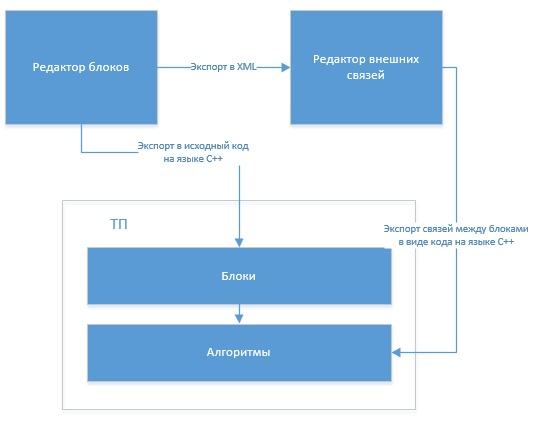 Редактор блоков
Экспорт в XML
Редактор внешних
связей
Экспорт в исходный код
на языке C++
ТП
Экспорт связей между блоками
в виде кода на языке C++
Блоки
Алгоритмы